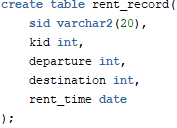 create table rent_record(
    sid varchar2(20),
    kid int,
    departure int,
    destination int,
    rent_time date
);